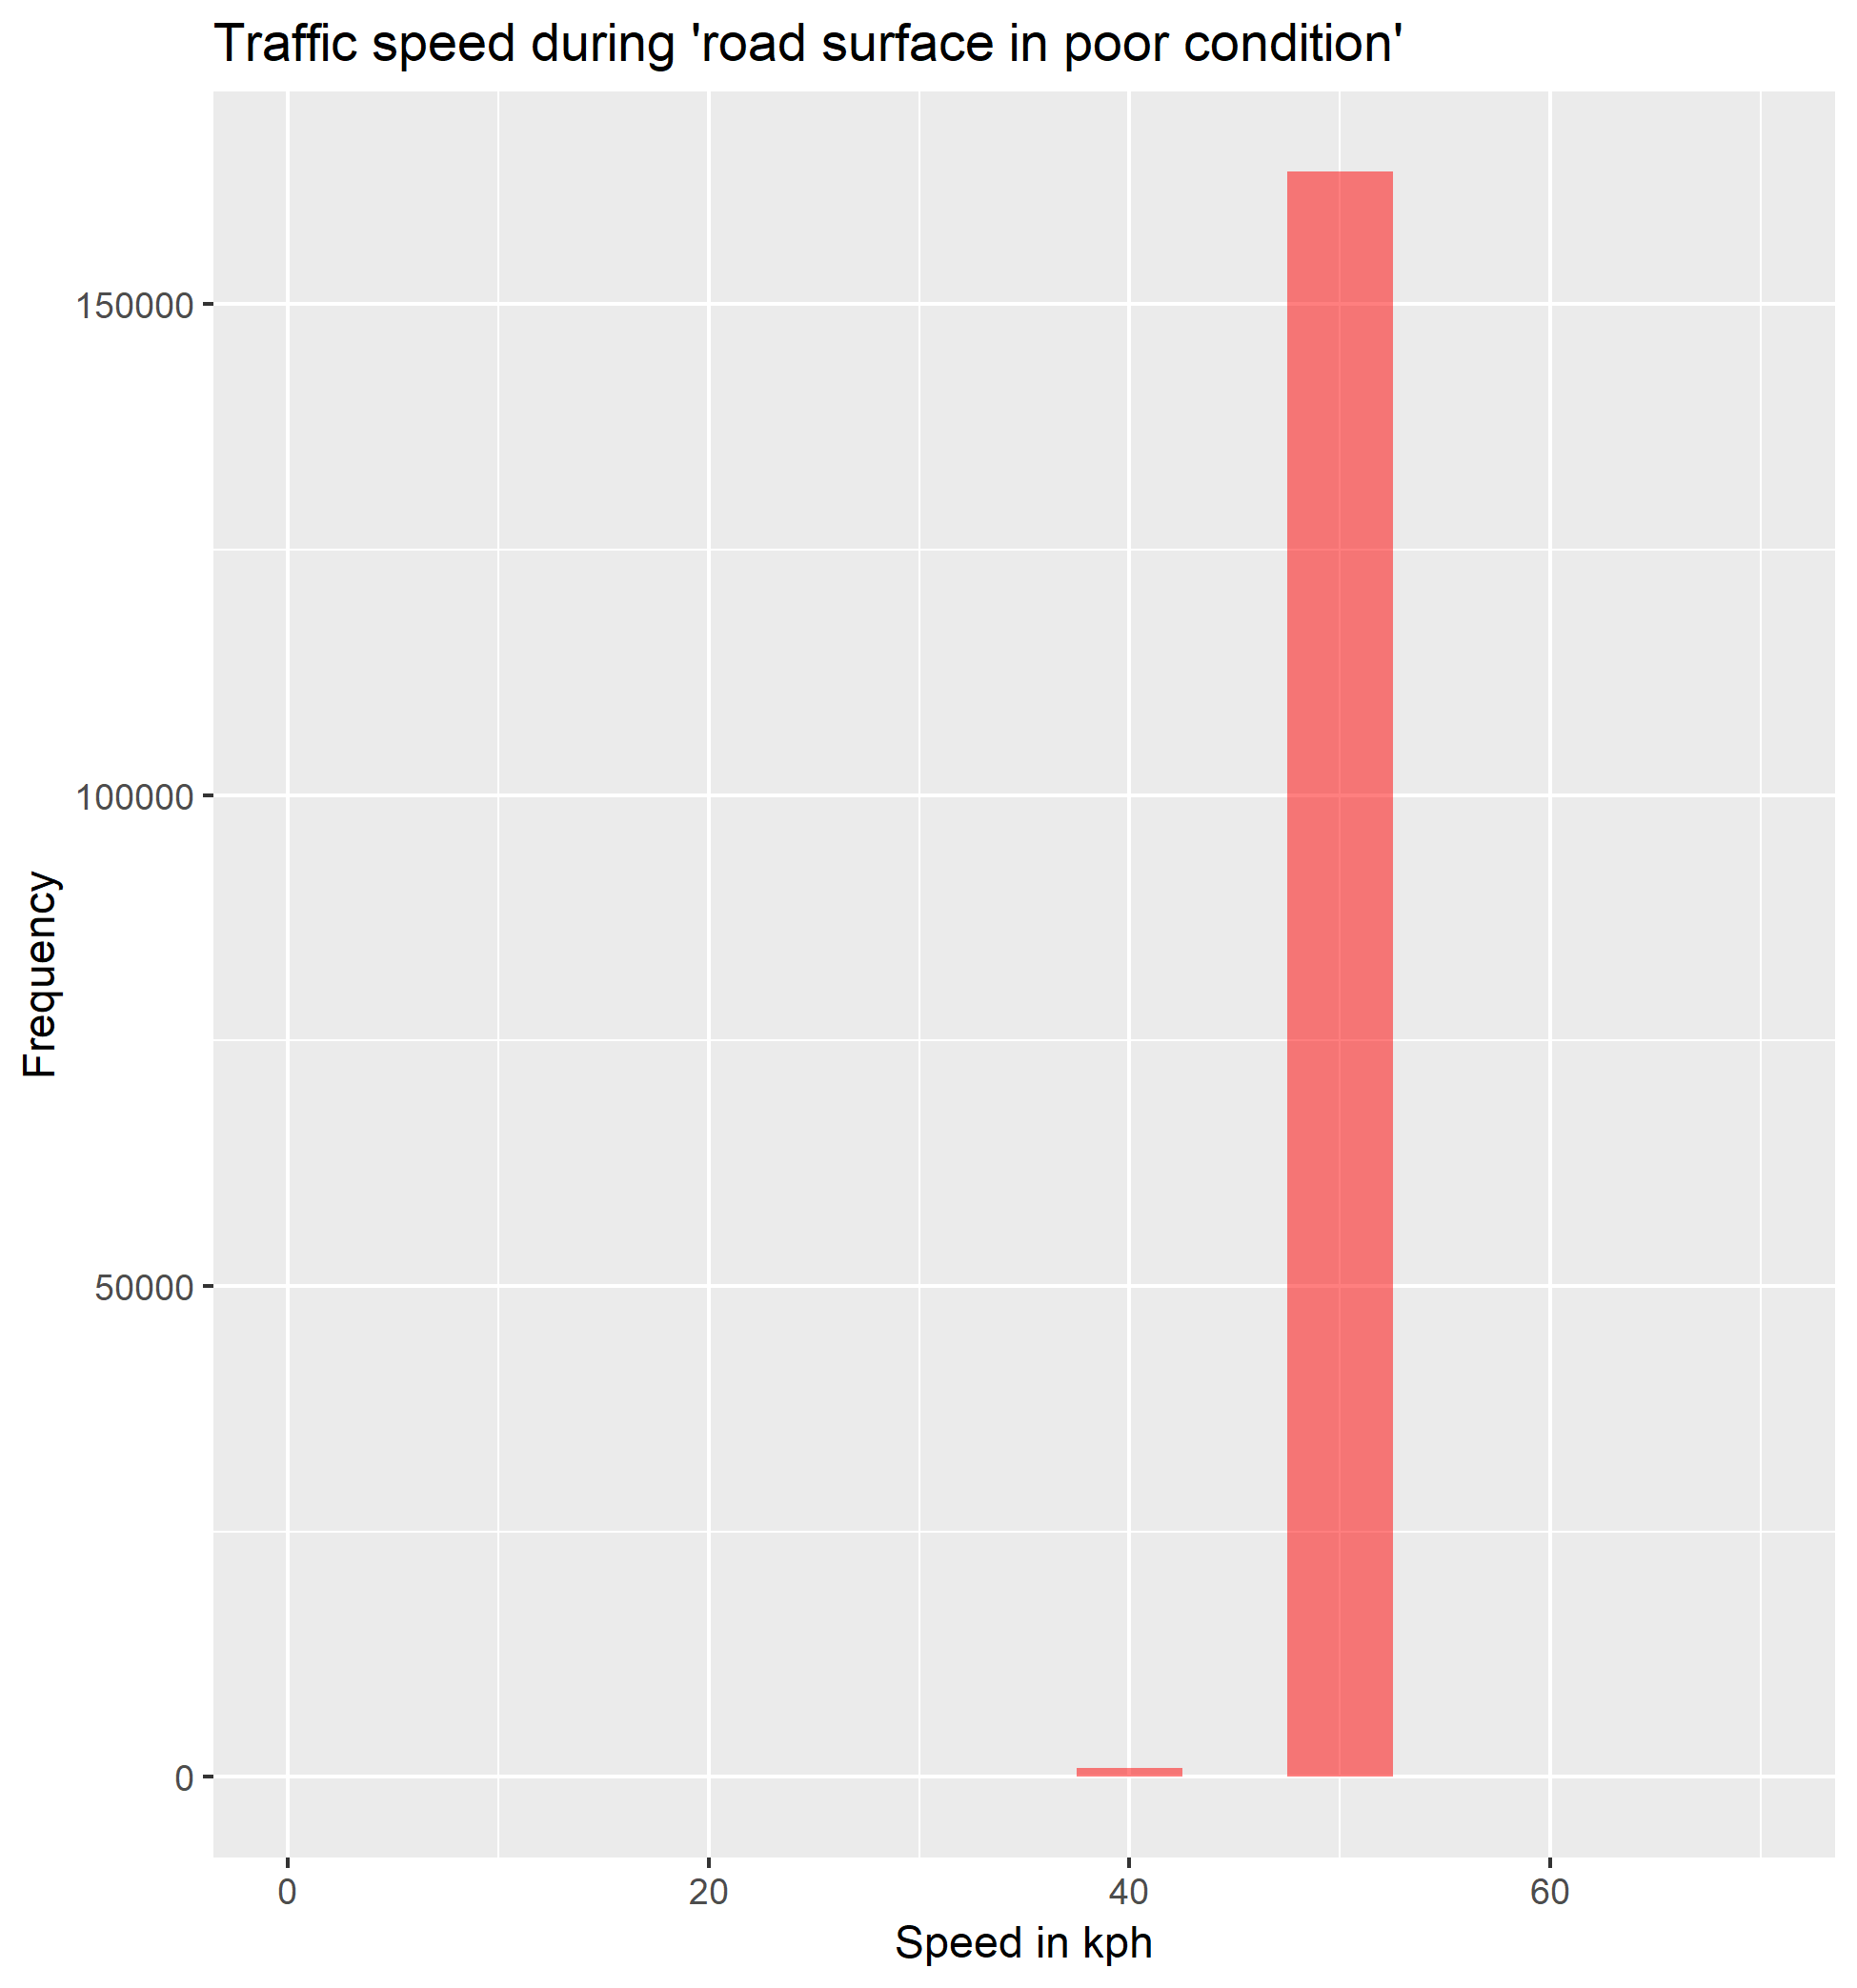 Traffic speed during 'road surface in poor condition'
150000
100000
50000
0
Frequency
0 20 40 60
Speed in kph